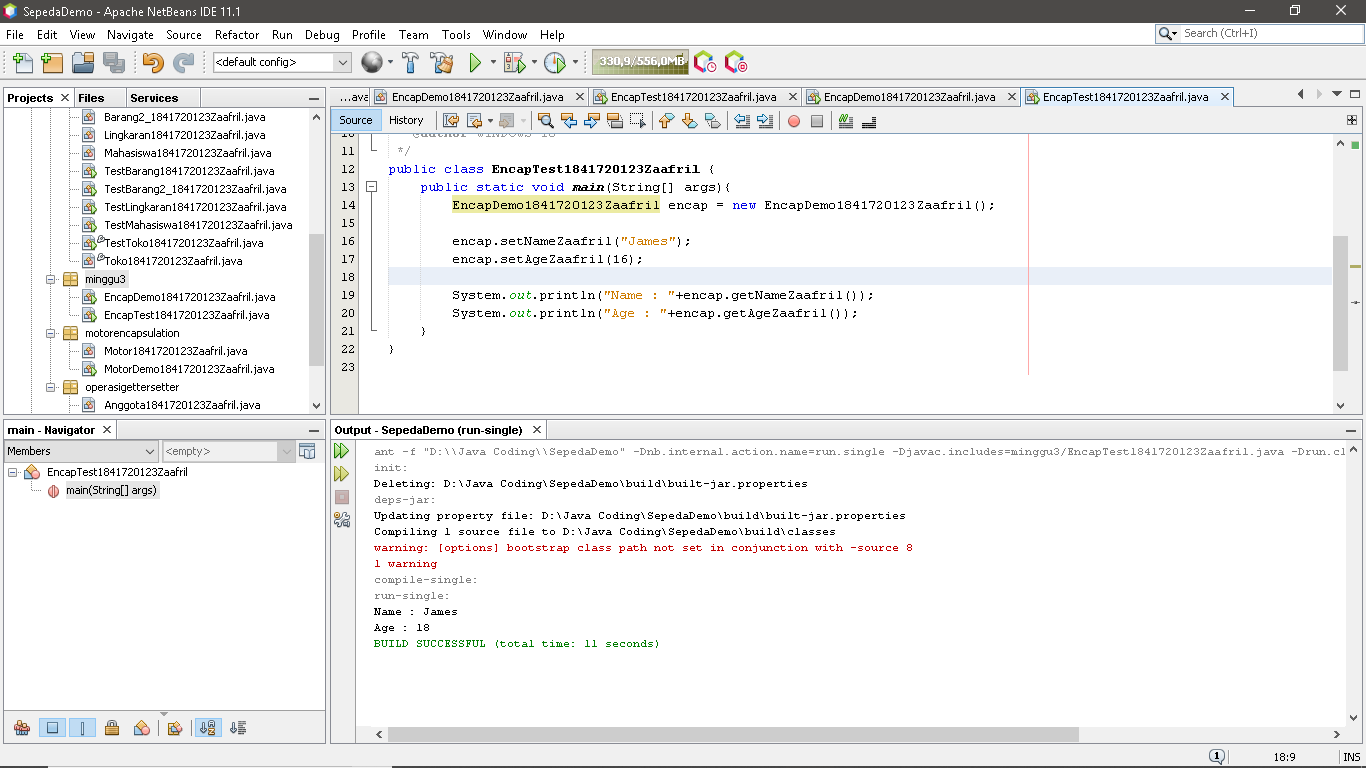 SepedaDemo - Apache NetBeans IDE 11.1
File Edit View Navigate Source Refactor Run Debug Profile Team Tools Window Help
Search (Ctrl+I)
<default config>
330,9/556,0MB
Projects Files Services
Barang2_1841720123Zaafril.java
Lingkaran1841720123Zaafril.java
Mahasiswa1841720123Zaafril.java
TestBarang1841720123Zaafril.java
TestBarang2_1841720123Zaafril.java
TestLingkaran1841720123Zaafril.java
TestMahasiswa1841720123Zaafril.java
TestToko1841720123Zaafril.java
Toko1841720123Zaafril.java
minggu3
EncapDemo1841720123Zaafril.java
EncapTest1841720123Zaafril.java
motorencapsulation
Motor1841720123Zaafril.java
MotorDemo1841720123Zaafril.java
operasigettersetter
Anggota1841720123Zaafril.java
...ava EncapDemo1841720123Zaafril.java EncapTest1841720123Zaafril.java EncapDemo1841720123Zaafril.java EncapTest1841720123Zaafril.java
Source History
11 */
12 public class EncapTest1841720123Zaafril {
13 public static void main(String[] args){
14 EncapDemo1841720123Zaafril encap = new EncapDemo1841720123Zaafril();
15
16 encap.setNameZaafril("James");
17 encap.setAgeZaafril(16);
18
19 System.out.println("Name : "+encap.getNameZaafril());
20 System.out.println("Age : "+encap.getAgeZaafril());
21 }
22 }
23
main - Navigator
Members <empty>
EncapTest1841720123Zaafril
main(String[] args)
Output - SepedaDemo (run-single)
ant -f "D:\\Java Coding\\SepedaDemo" -Dnb.internal.action.name=run.single -Djavac.includes=minggu3/EncapTest1841720123Zaafril.java -Drun.cl
init:
Deleting: D:\Java Coding\SepedaDemo\build\built-jar.properties
deps-jar:
Updating property file: D:\Java Coding\SepedaDemo\build\built-jar.properties
Compiling 1 source file to D:\Java Coding\SepedaDemo\build\classes
warning: [options] bootstrap class path not set in conjunction with -source 8
1 warning
compile-single:
run-single:
Name : James
Age : 18
BUILD SUCCESSFUL (total time: 11 seconds)
1 18:9 INS